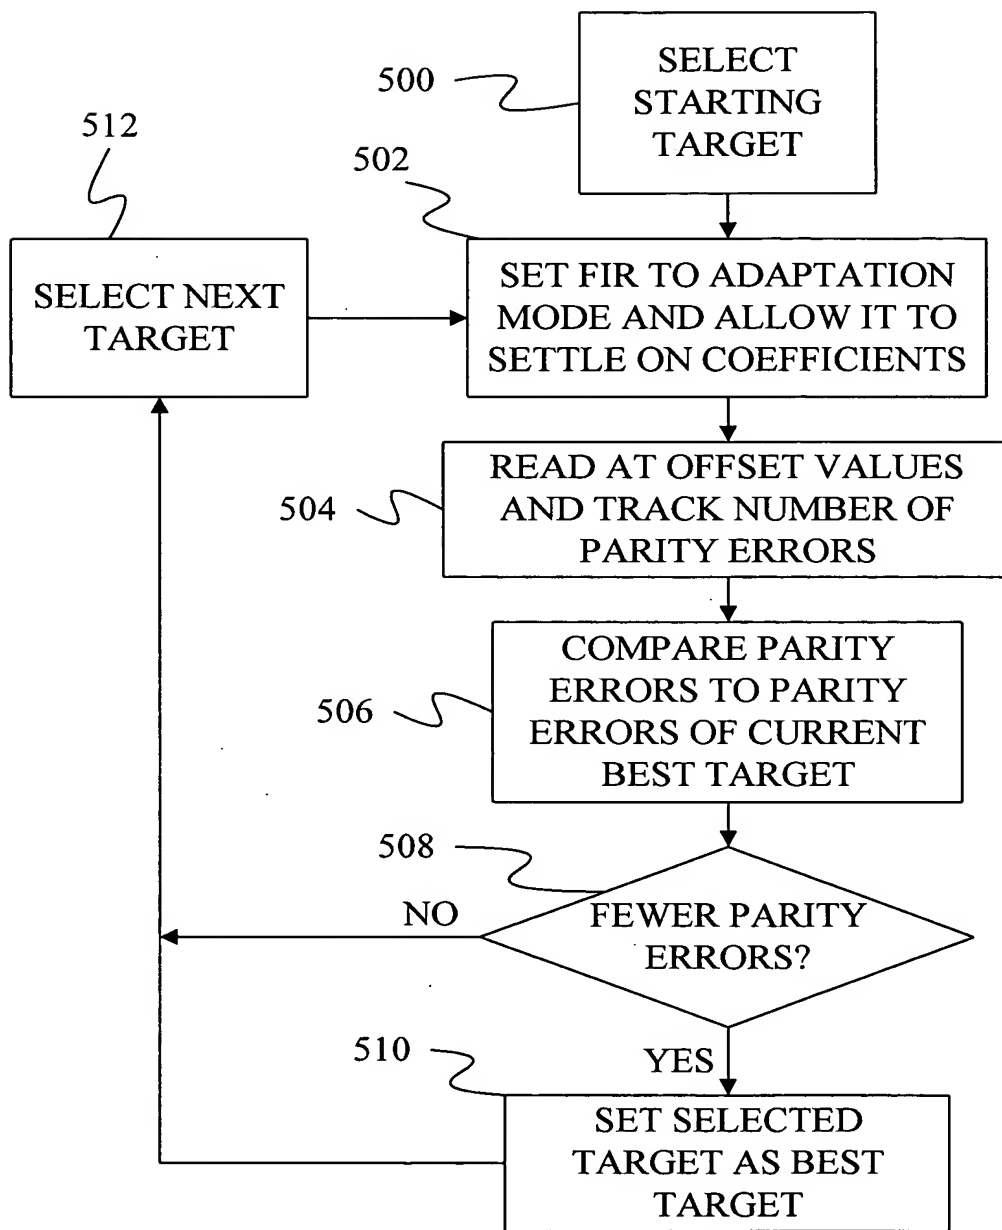 500
SELECT
STARTING
TARGET
512
502
SELECT NEXT
TARGET
SET FIR TO ADAPTATION
MODE AND ALLOW IT TO
SETTLE ON COEFFICIENTS
504
READ AT OFFSET VALUES
AND TRACK NUMBER OF
PARITY ERRORS
506
COMPARE PARITY
ERRORS TO PARITY
ERRORS OF CURRENT
BEST TARGET
508
NO
FEWER PARITY
ERRORS?
510
YES
SET SELECTED
TARGET AS BEST
TARGET